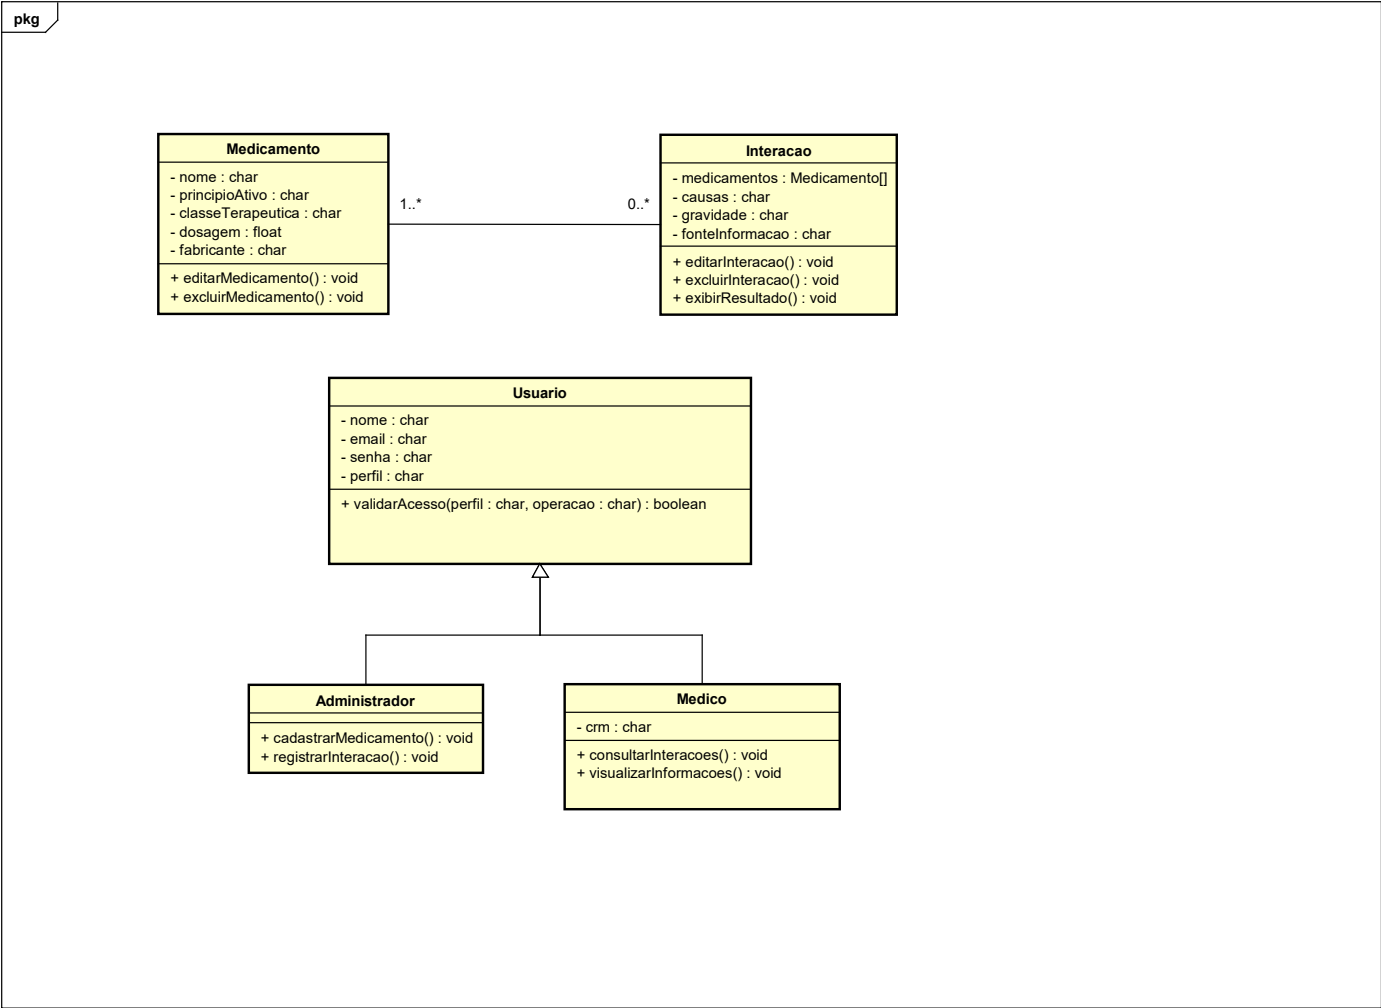 pkg
Medicamento
- nome : char
- principioAtivo : char
- classeTerapeutica : char
- dosagem : float
- fabricante : char
+ editarMedicamento() : void
+ excluirMedicamento() : void
1..*
0..*
Interacao
- medicamentos : Medicamento[]
- causas : char
- gravidade : char
- fonteInformacao : char
+ editarInteracao() : void
+ excluirInteracao() : void
+ exibirResultado() : void
Usuario
- nome : char
- email : char
- senha : char
- perfil : char
+ validarAcesso(perfil : char, operacao : char) : boolean
Administrador
+ cadastrarMedicamento() : void
+ registrarInteracao() : void
Medico
- crm : char
+ consultarInteracoes() : void
+ visualizarInformacoes() : void